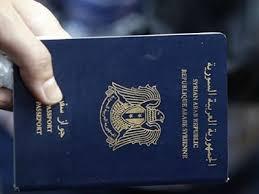 الجمهورية العربية السورية
SYRIAN ARAB REPUBLIC
REPUBLIQUE ARABE SYRIENNE
جواز سفر
PASSPORT
PASSEPORT